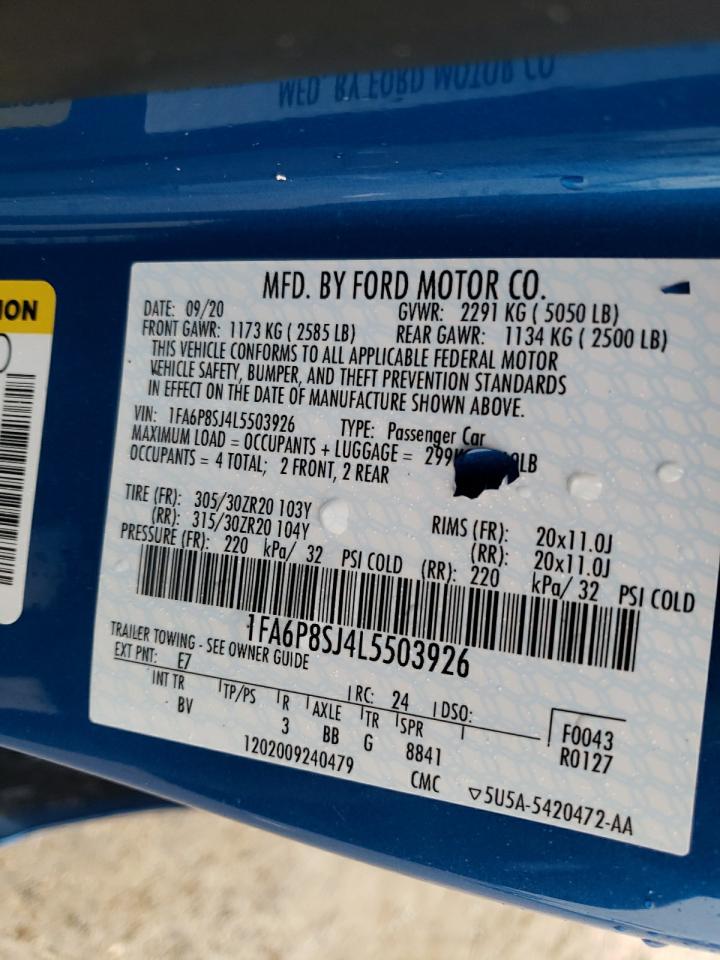 MFD. BY FORD MOTOR CO
ION
MFD. BY FORD MOTOR CO.
DATE: 09/20 GVWR: 2291 KG ( 5050 LB)
FRONT GAWR: 1173 KG ( 2585 LB) REAR GAWR: 1134 KG ( 2500 LB)
THIS VEHICLE CONFORMS TO ALL APPLICABLE FEDERAL MOTOR
VEHICLE SAFETY, BUMPER, AND THEFT PREVENTION STANDARDS
IN EFFECT ON THE DATE OF MANUFACTURE SHOWN ABOVE.
VIN: 1FA6P8SJ4L5503926 TYPE: Passenger Car
MAXIMUM LOAD = OCCUPANTS + LUGGAGE = 299 LB
OCCUPANTS = 4 TOTAL; 2 FRONT, 2 REAR
TIRE (FR): 305/30ZR20 103Y RIMS (FR): 20x11.0J
(RR): 315/30ZR20 104Y (RR): 20x11.0J
PRESSURE (FR): 220 kPa/ 32 PSI COLD (RR): 220 kPa/ 32 PSI COLD
1FA6P8SJ4L5503926
TRAILER TOWING - SEE OWNER GUIDE
EXT PNT: E7 RC: 24 DSO:
INT TR TP/PS R AXLE TR SPR F0043
BV 3 BB G 8841 R0127
1202009240479 CMC ▽5U5A-5420472-AA